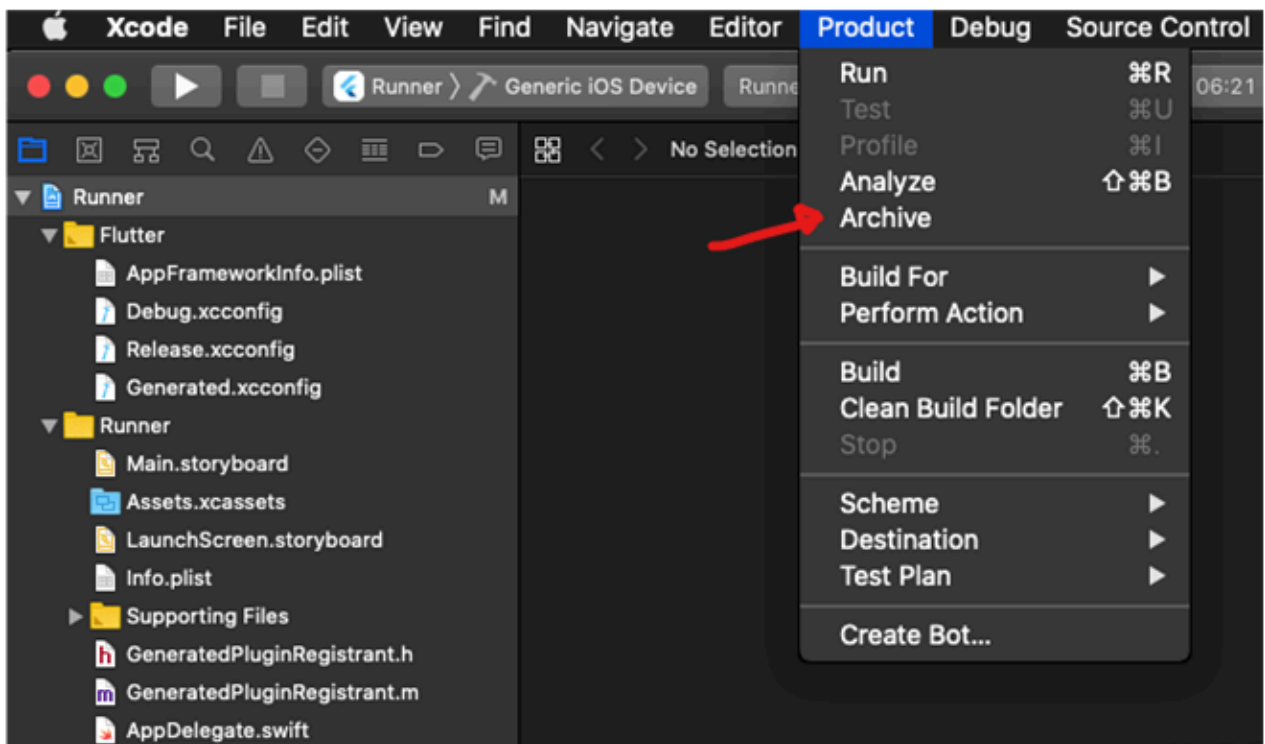 Xcode File Edit View Find Navigate Editor Product Debug Source Control
Runner 〉 Generic iOS Device Runne 06:21
No Selection
Runner M
Flutter
AppFrameworkInfo.plist
Debug.xcconfig
Release.xcconfig
Generated.xcconfig
Runner
Main.storyboard
Assets.xcassets
LaunchScreen.storyboard
Info.plist
Supporting Files
GeneratedPluginRegistrant.h
GeneratedPluginRegistrant.m
AppDelegate.swift
Run ⌘R
Test ⌘U
Profile ⌘I
Analyze ⇧⌘B
Archive
Build For ▶
Perform Action ▶
Build ⌘B
Clean Build Folder ⇧⌘K
Stop ⌘.
Scheme ▶
Destination ▶
Test Plan ▶
Create Bot...